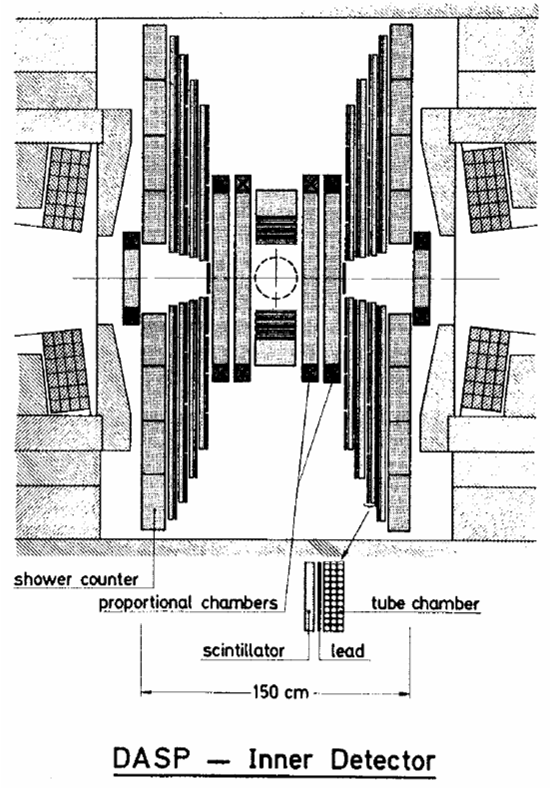 shower counter
proportional chambers
tube chamber
scintillator
lead
150 cm
DASP — Inner Detector